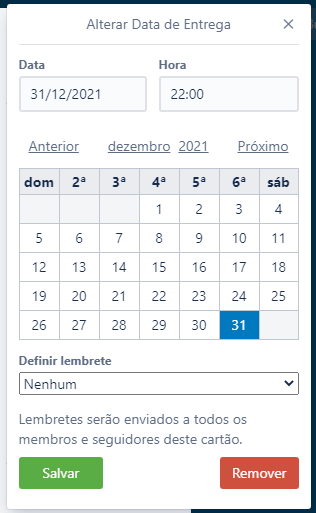 Alterar Data de Entrega ×
Data Hora
31/12/2021 22:00
Anterior dezembro 2021 Próximo
dom 2ª 3ª 4ª 5ª 6ª sáb
1 2 3 4
5 6 7 8 9 10 11
12 13 14 15 16 17 18
19 20 21 22 23 24 25
26 27 28 29 30 31
Definir lembrete
Nenhum
Lembretes serão enviados a todos os
membros e seguidores deste cartão.
Salvar Remover